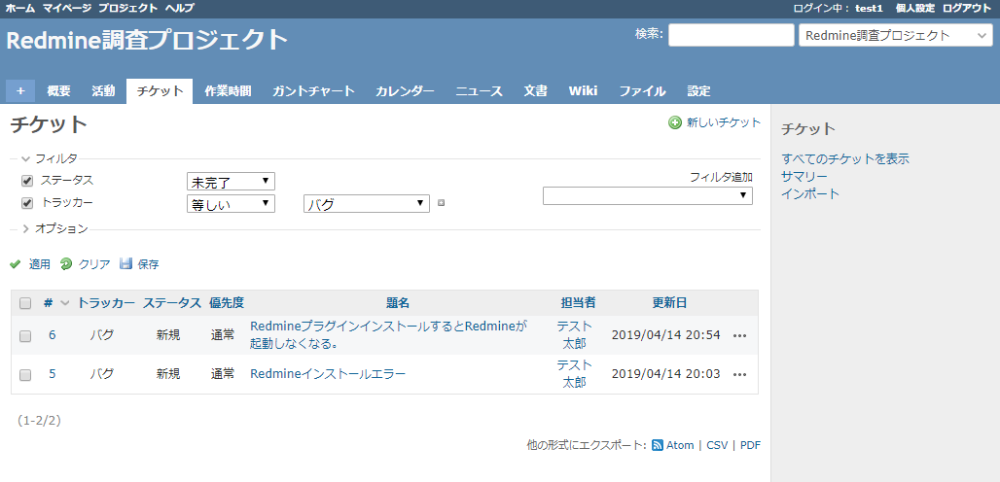 ホーム マイページ プロジェクト ヘルプ ログイン中： test1 個人設定 ログアウト
Redmine調査プロジェクト 検索: Redmine調査プロジェクト
+ 概要 活動 チケット 作業時間 ガントチャート カレンダー ニュース 文書 Wiki ファイル 設定
チケット
新しいチケット
フィルタ
ステータス 未完了
フィルタ追加
トラッカー 等しい バグ
オプション
適用 クリア 保存
# トラッカー ステータス 優先度 題名 担当者 更新日
6 バグ 新規 通常 RedmineプラグインインストールするとRedmineが
起動しなくなる。 テスト
太郎 2019/04/14 20:54 •••
5 バグ 新規 通常 Redmineインストールエラー テスト
太郎 2019/04/14 20:03 •••
(1-2/2)
他の形式にエクスポート: Atom | CSV | PDF
チケット
すべてのチケットを表示
サマリー
インポート